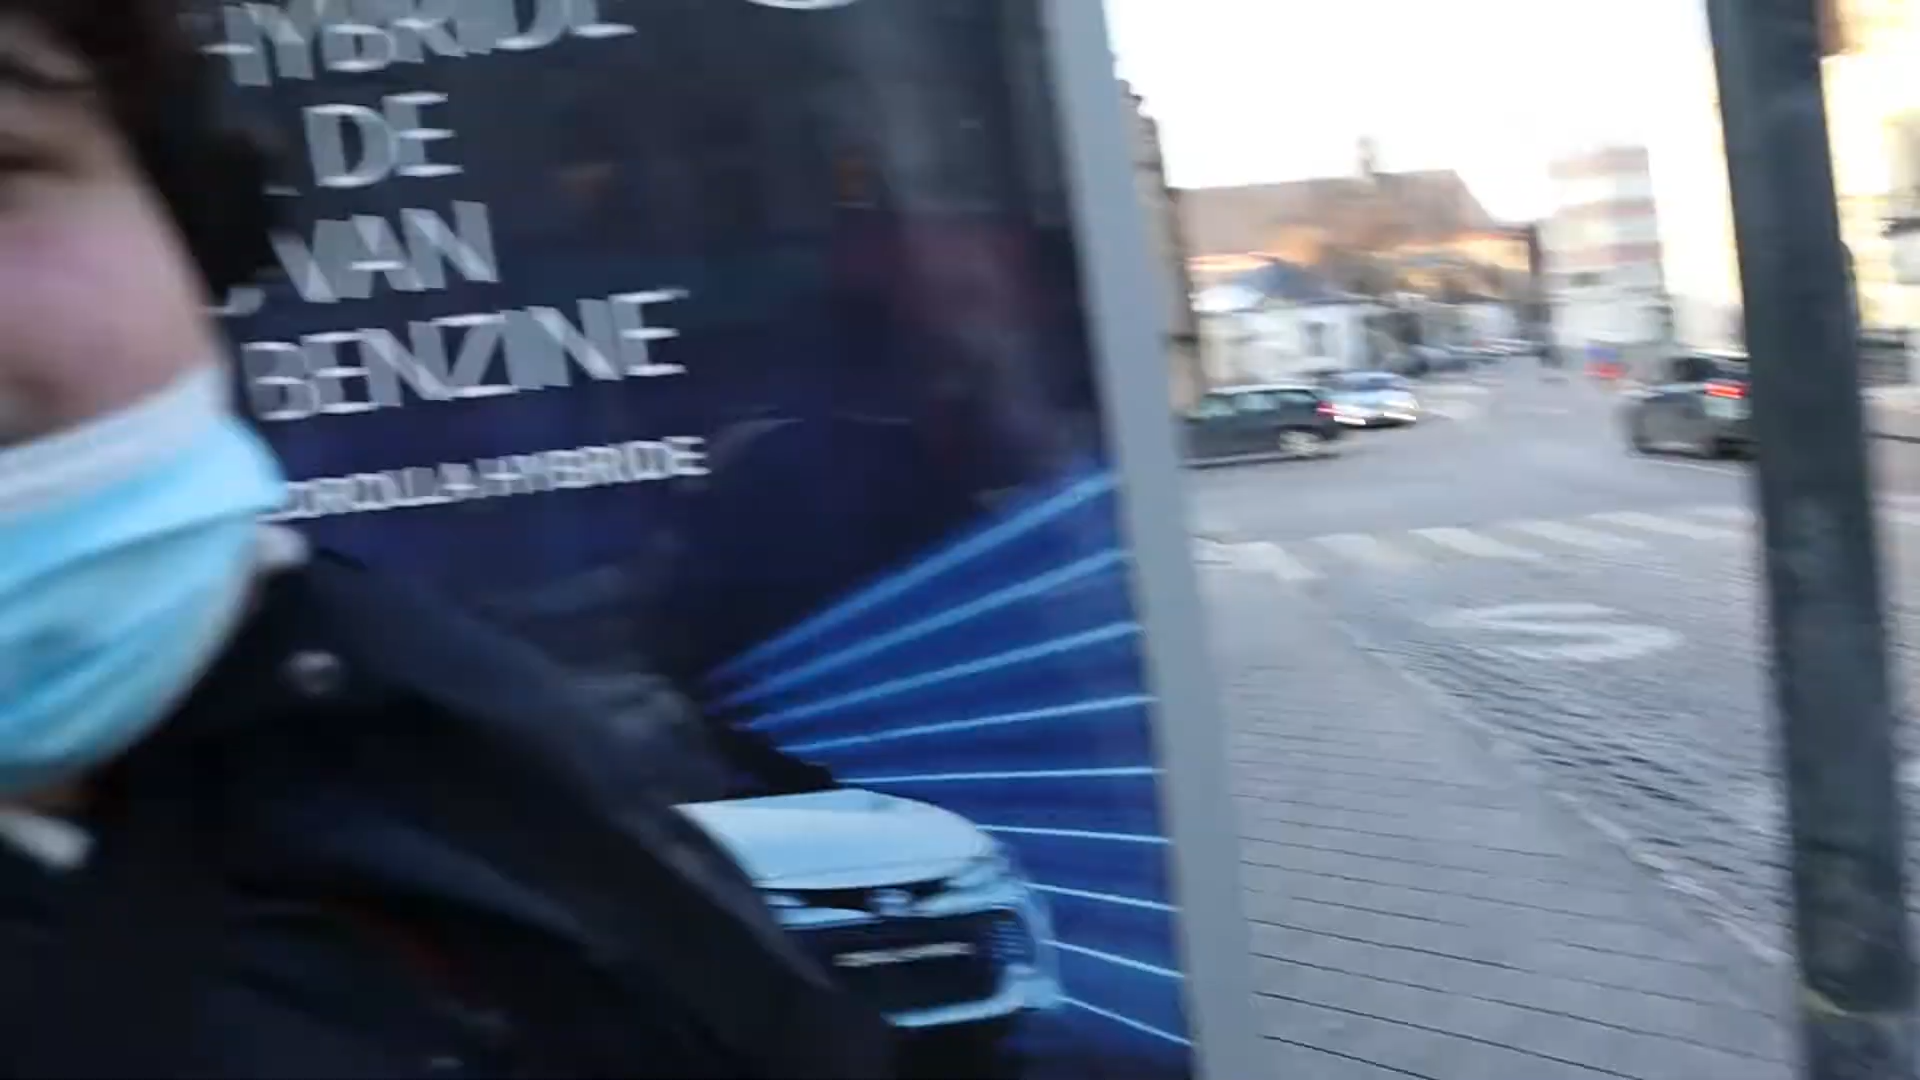 HYBRIDE
DE
VAN
BENZINE
COROLLA HYBRIDE